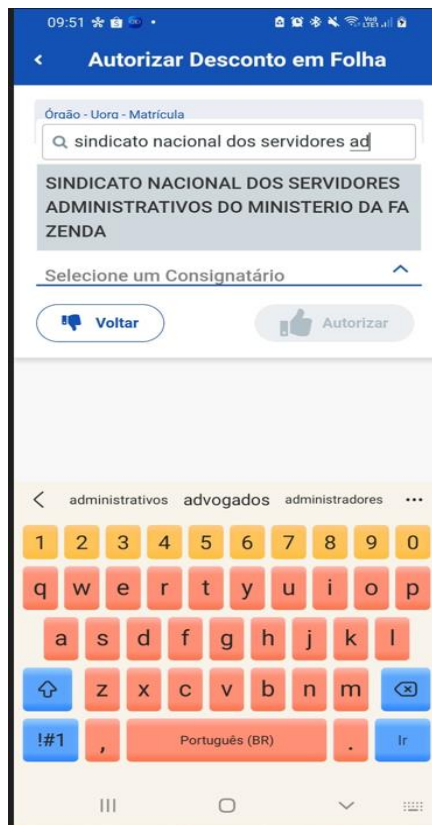 09:51
Autorizar Desconto em Folha
Órgão - Uorg - Matrícula
sindicato nacional dos servidores ad
SINDICATO NACIONAL DOS SERVIDORES
ADMINISTRATIVOS DO MINISTERIO DA FA
ZENDA
Selecione um Consignatário
Voltar Autorizar
administrativos advogados administradores
1 2 3 4 5 6 7 8 9 0
q w e r t y u i o p
a s d f g h j k l
z x c v b n m
!#1 , Português (BR) . Ir